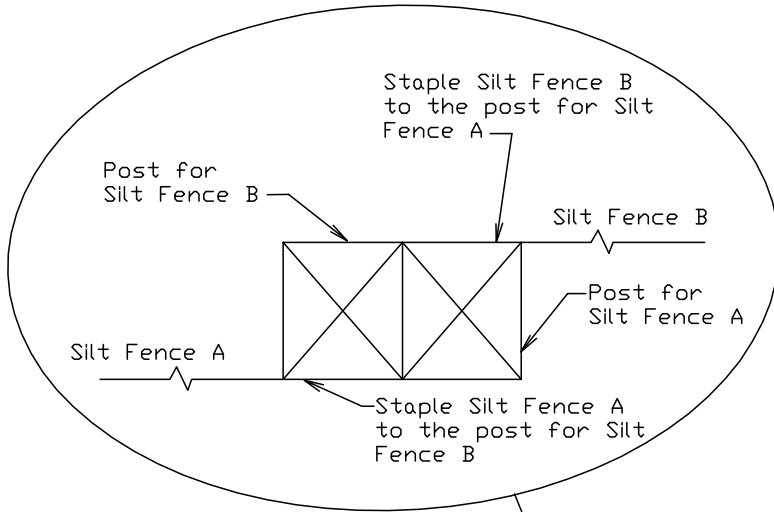 Staple Silt Fence B
to the post for Silt
Fence A
Post for
Silt Fence B
Silt Fence B
Post for
Silt Fence A
Silt Fence A
Staple Silt Fence A
to the post for Silt
Fence B